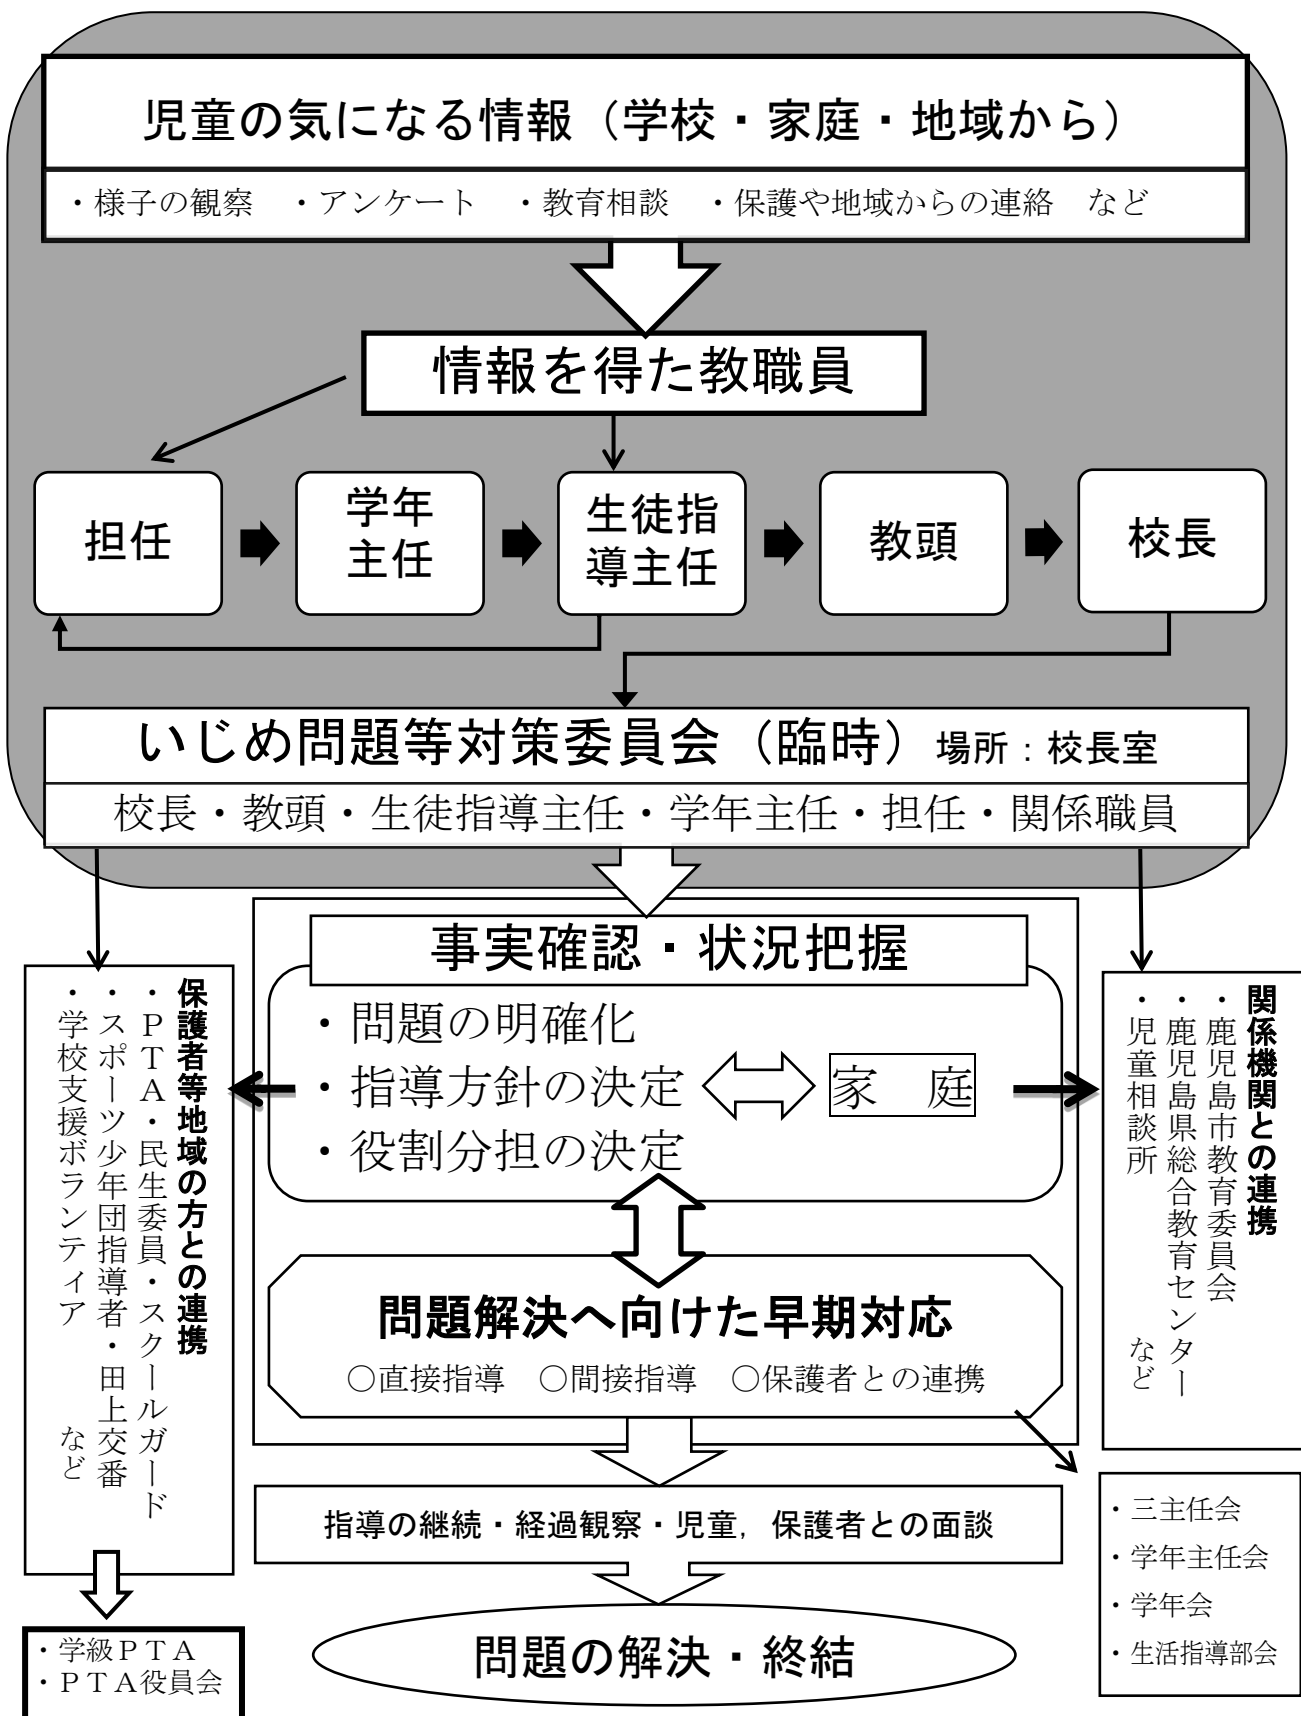 児童の気になる情報（学校・家庭・地域から）
・様子の観察　・アンケート　・教育相談　・保護や地域からの連絡　など
情報を得た教職員
担任
学年
主任
生徒指
導主任
教頭
校長
いじめ問題等対策委員会（臨時）場所：校長室
校長・教頭・生徒指導主任・学年主任・担任・関係職員
事実確認・状況把握
・問題の明確化
・指導方針の決定
・役割分担の決定
家　庭
保護者等地域の方との連携
・ＰＴＡ・民生委員・スクールガード
・スポーツ少年団指導者・田上交番
・学校支援ボランティア　　など
関係機関との連携
・鹿児島市教育委員会
・鹿児島県総合教育センター
・児童相談所　　など
問題解決へ向けた早期対応
○直接指導　○間接指導　○保護者との連携
指導の継続・経過観察・児童，保護者との面談
・三主任会
・学年主任会
・学年会
・生活指導部会
・学級ＰＴＡ
・ＰＴＡ役員会
問題の解決・終結